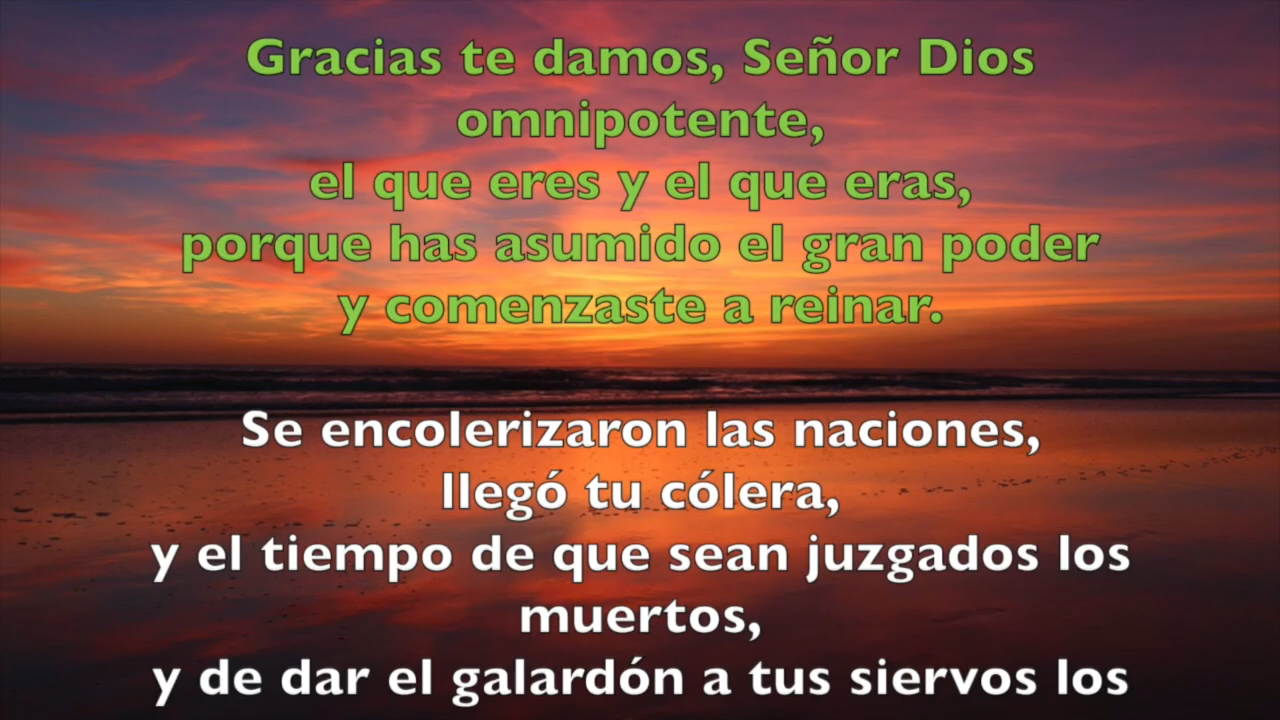 Gracias te damos, Señor Dios
omnipotente,
el que eres y el que eras,
porque has asumido el gran poder
y comenzaste a reinar.
Se encolerizaron las naciones,
llegó tu cólera,
y el tiempo de que sean juzgados los
muertos,
y de dar el galardón a tus siervos los